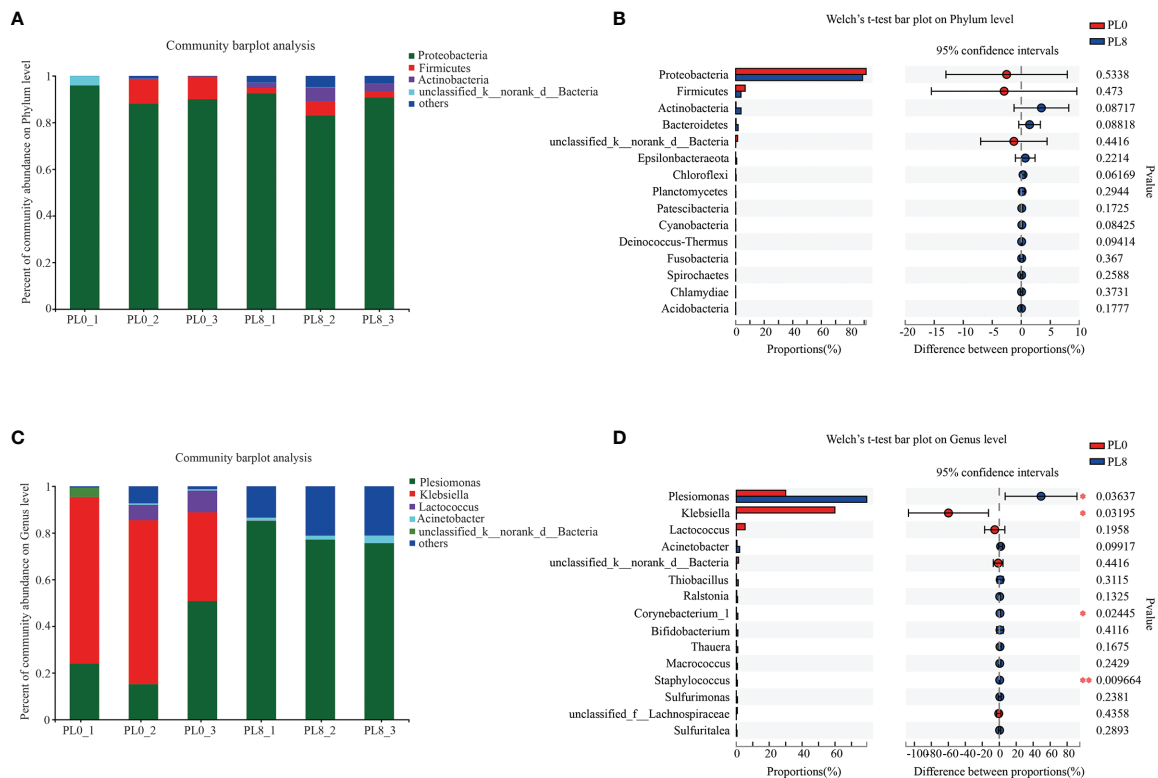 A
Community barplot analysis
Percent of community abundance on Phylum level
1
0.8
0.6
0.4
0.2
0
PL0_1 PL0_2 PL0_3 PL8_1 PL8_2 PL8_3
Proteobacteria
Firmicutes
Actinobacteria
unclassified_k__norank_d__Bacteria
others
B
Welch's t-test bar plot on Phylum level
PL0
PL8
95% confidence intervals
Proteobacteria 0.5338
Firmicutes 0.473
Actinobacteria 0.08717
Bacteroidetes 0.08818
unclassified_k__norank_d__Bacteria 0.4416
Epsilonbacteraeota 0.2214
Chloroflexi 0.06169
Planctomycetes 0.2944
Patescibacteria 0.1725
Cyanobacteria 0.08425
Deinococcus-Thermus 0.09414
Fusobacteria 0.367
Spirochaetes 0.2588
Chlamydiae 0.3731
Acidobacteria 0.1777
Pvalue
0 20 40 60 80
Proportions(%)
-20 -15 -10 -5 0 5 10
Difference between proportions(%)
C
Community barplot analysis
Percent of community abundance on Genus level
1
0.8
0.6
0.4
0.2
0
PL0_1 PL0_2 PL0_3 PL8_1 PL8_2 PL8_3
Plesiomonas
Klebsiella
Lactococcus
Acinetobacter
unclassified_k__norank_d__Bacteria
others
D
Welch's t-test bar plot on Genus level
PL0
PL8
95% confidence intervals
Plesiomonas * 0.03637
Klebsiella * 0.03195
Lactococcus 0.1958
Acinetobacter 0.09917
unclassified_k__norank_d__Bacteria 0.4416
Thiobacillus 0.3115
Ralstonia 0.1325
Corynebacterium_1 * 0.02445
Bifidobacterium 0.4116
Thauera 0.1675
Macrococcus 0.2429
Staphylococcus ** 0.009664
Sulfurimonas 0.2381
unclassified_f__Lachnospiraceae 0.4358
Sulfuritalea 0.2893
Pvalue
0 20 40 60
Proportions(%)
-100 -80 -60 -40 -20 0 20 40 60 80
Difference between proportions(%)